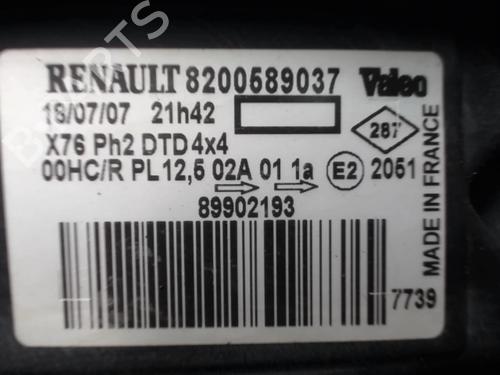 RENAULT 8200589037 Valeo
18/07/07 21h42
287
X76 Ph2 DTD 4x4
00HC/R PL 12,5 02A 01 1a E2 2051
89902193
MADE IN FRANCE
7739
PARTS